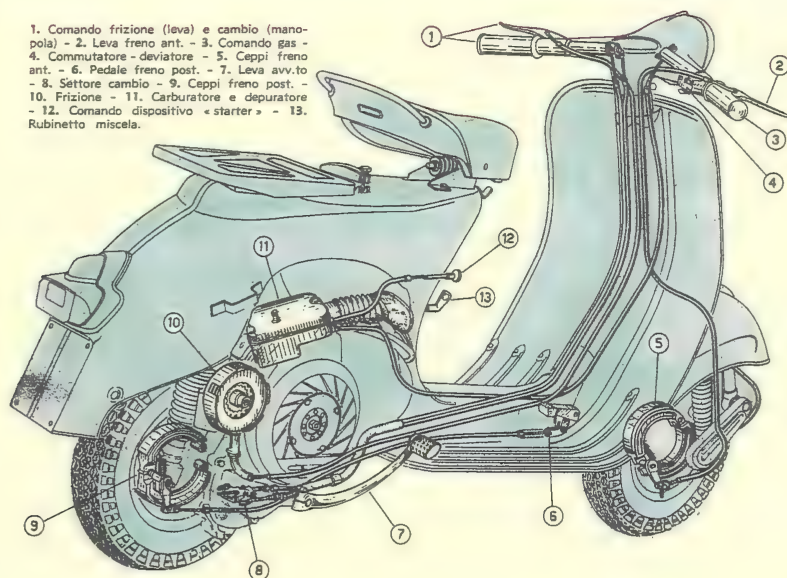 1. Comando frizione (leva) e cambio (mano-
pola) - 2. Leva freno ant. - 3. Comando gas -
4. Commutatore - deviatore - 5. Ceppi freno
ant. - 6. Pedale freno post. - 7. Leva avv.to
- 8. Settore cambio - 9. Ceppi freno post. -
10. Frizione - 11. Carburatore e depuratore
- 12. Comando dispositivo « starter » - 13.
Rubinetto miscela.
1
2
3
4
11
12
13
10
5
9
8
7
6